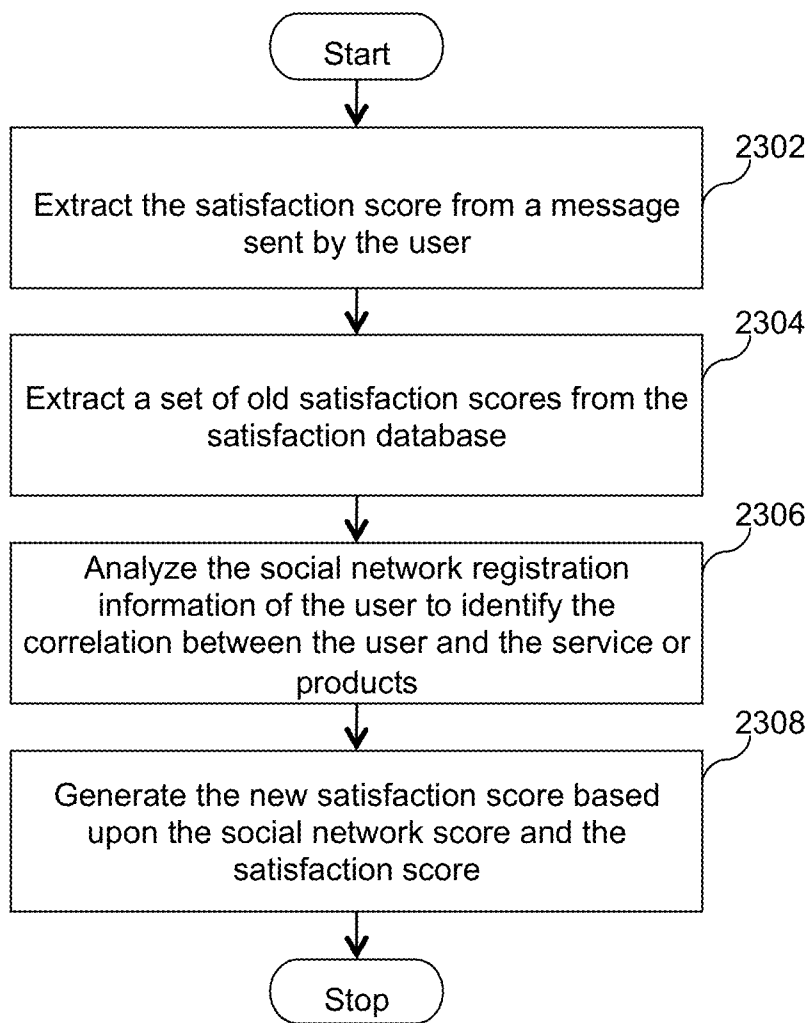 Start
2302
Extract the satisfaction score from a message
sent by the user
2304
Extract a set of old satisfaction scores from the
satisfaction database
2306
Analyze the social network registration
information of the user to identify the
correlation between the user and the service or
products
2308
Generate the new satisfaction score based
upon the social network score and the
satisfaction score
Stop